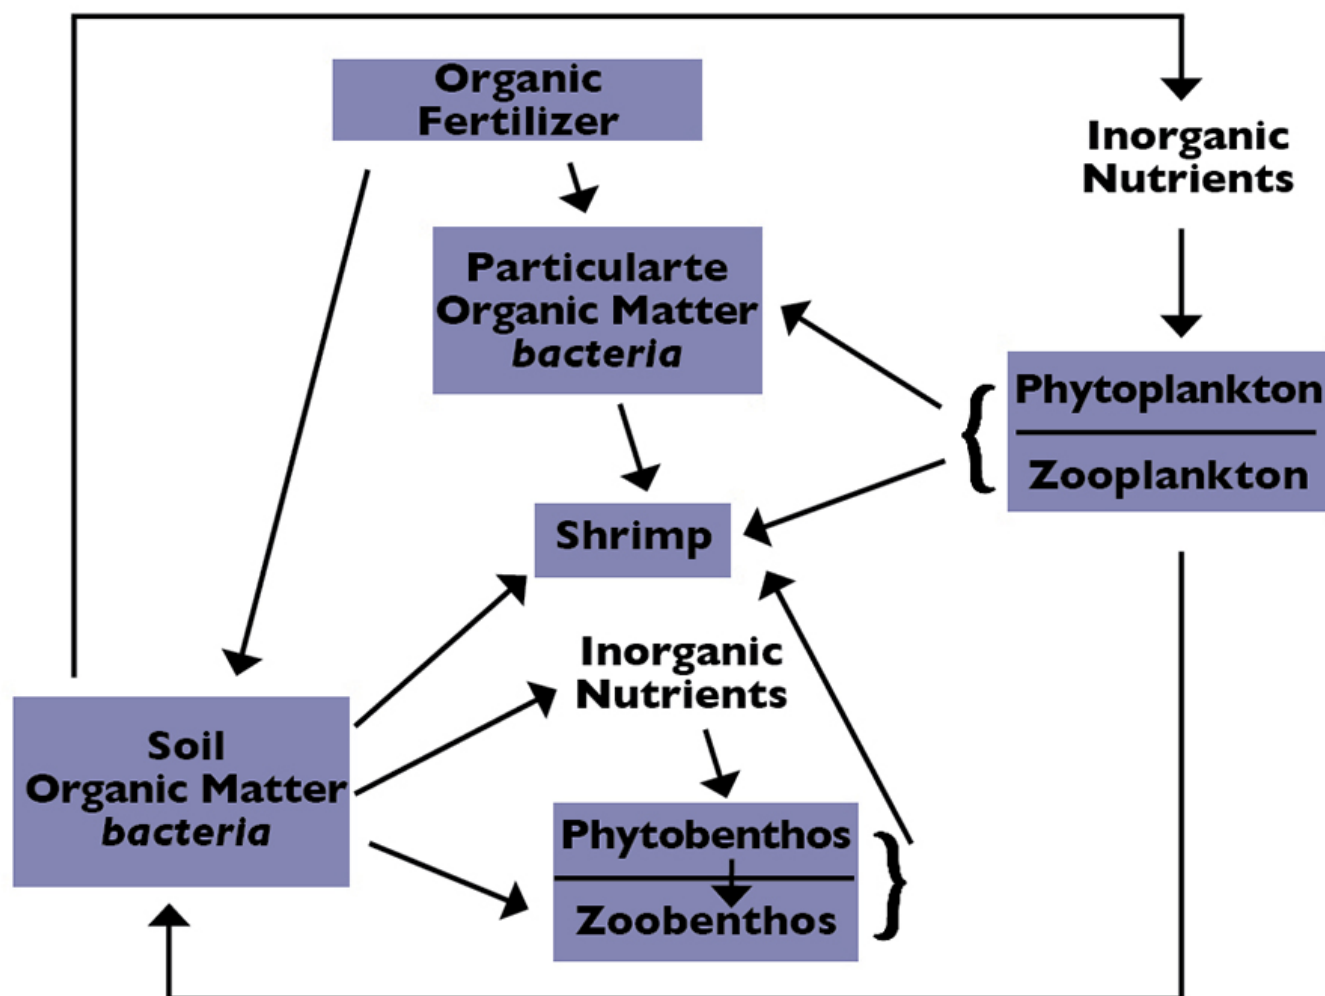 Organic
Fertilizer
Inorganic
Nutrients
Particularte
Organic Matter
bacteria
Phytoplankton
Zooplankton
Shrimp
Inorganic
Nutrients
Soil
Organic Matter
bacteria
Phytobenthos
Zoobenthos